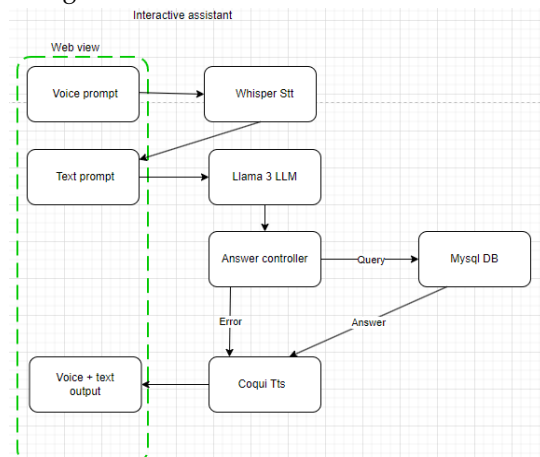 Interactive assistant
Web view
Voice prompt
Whisper Stt
Text prompt
Llama 3 LLM
Answer controller
Query
Mysql DB
Error
Answer
Voice + text
output
Coqui Tts